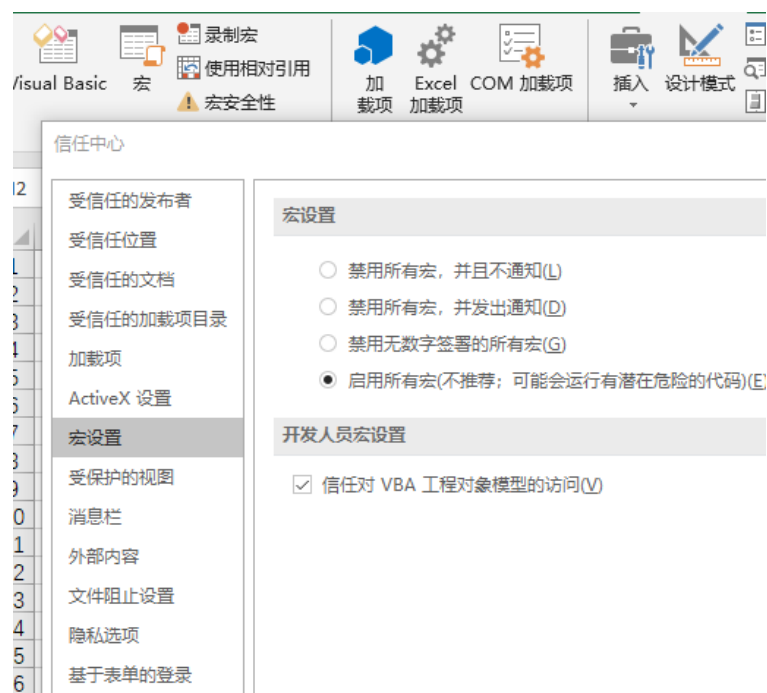 录制宏
使用相对引用
宏安全性
Visual Basic
宏
加载项
Excel 加载项
COM 加载项
插入
设计模式
信任中心
受信任的发布者
受信任位置
受信任的文档
受信任的加载项目录
加载项
ActiveX 设置
宏设置
受保护的视图
消息栏
外部内容
文件阻止设置
隐私选项
基于表单的登录
宏设置
禁用所有宏，并且不通知(L)
禁用所有宏，并发出通知(D)
禁用无数字签署的所有宏(G)
启用所有宏(不推荐；可能会运行有潜在危险的代码)(E)
开发人员宏设置
信任对 VBA 工程对象模型的访问(V)